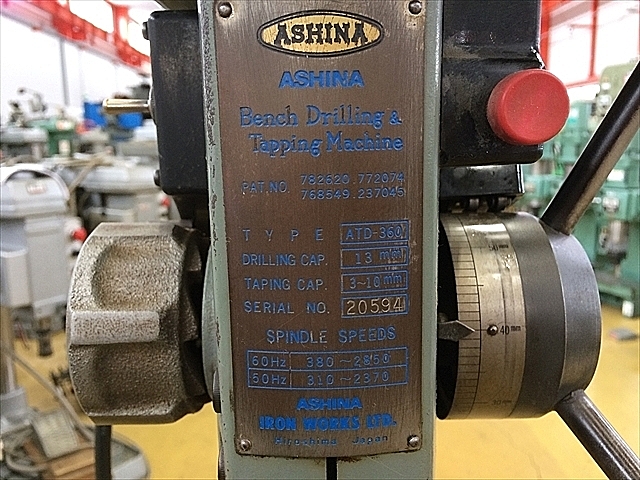 ASHINA
ASHINA
Bench Drilling &
Tapping Machine
PAT. NO. 782620 . 772074
768549 . 237045
TYPE ATD-360
DRILLING CAP. 13 mm
TAPING CAP. 3~10 mm
SERIAL NO. 20594
SPINDLE SPEEDS
60Hz 380 ~ 2850
50Hz 310 ~ 2370
ASHINA
IRON WORKS LTD.
Hiroshima Japan
40mm